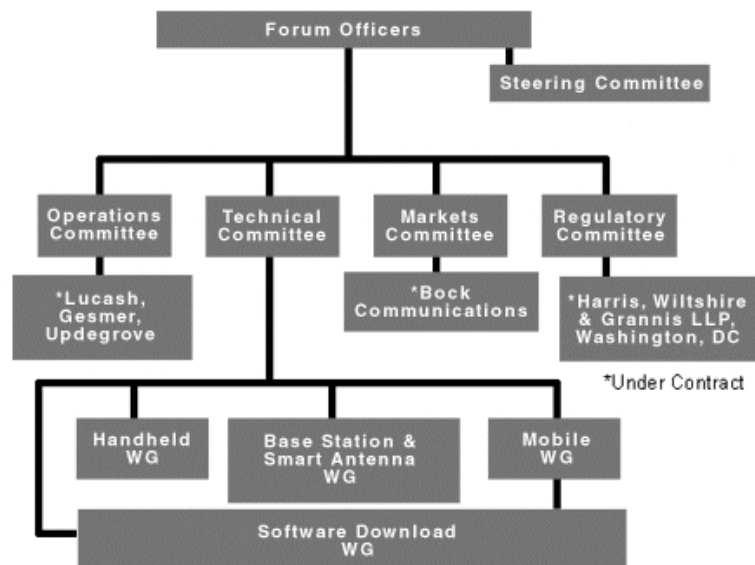 Forum Officers
Steering Committee
Operations
Committee
Technical
Committee
Markets
Committee
Regulatory
Committee
*Lucash,
Gesmer,
Updegrove
*Bock
Communications
*Harris, Wiltshire
& Grannis LLP,
Washington, DC
*Under Contract
Handheld
WG
Base Station &
Smart Antenna
WG
Mobile
WG
Software Download
WG